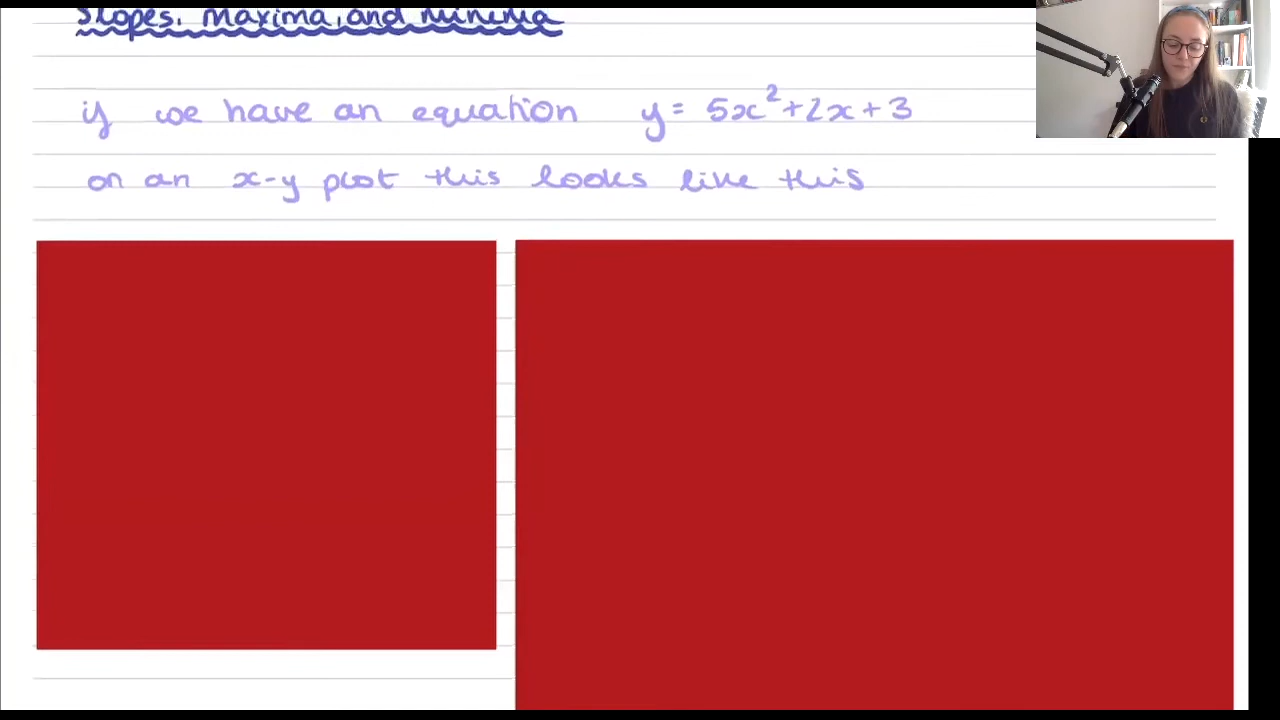 Slopes, Maxima, and Minima
if we have an equation y = 5x²+2x+3
on an x-y plot this looks like this